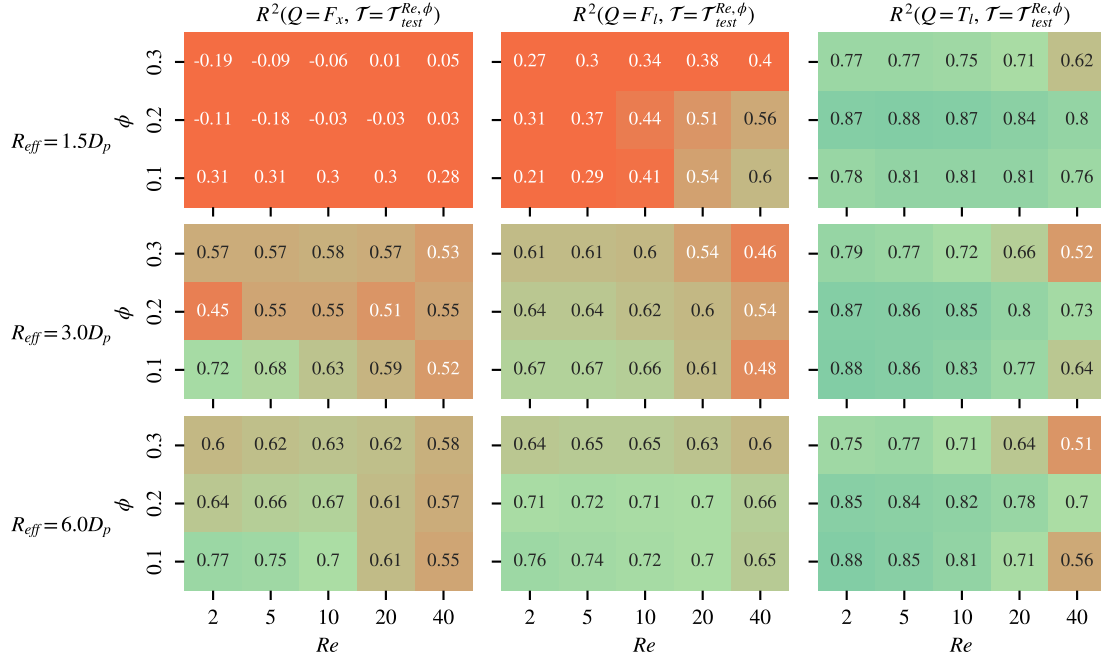 R²(Q=Fₓ, 𝒯=𝒯_test^{Re,ϕ}) R²(Q=F_l, 𝒯=𝒯_test^{Re,ϕ}) R²(Q=T_l, 𝒯=𝒯_test^{Re,ϕ})
0.3 -0.19 -0.09 -0.06 0.01 0.05 0.27 0.3 0.34 0.38 0.4 0.77 0.77 0.75 0.71 0.62
R_eff=1.5D_p ϕ 0.2 -0.11 -0.18 -0.03 -0.03 0.03 0.31 0.37 0.44 0.51 0.56 0.87 0.88 0.87 0.84 0.8
0.1 0.31 0.31 0.3 0.3 0.28 0.21 0.29 0.41 0.54 0.6 0.78 0.81 0.81 0.81 0.76
0.3 0.57 0.57 0.58 0.57 0.53 0.61 0.61 0.6 0.54 0.46 0.79 0.77 0.72 0.66 0.52
R_eff=3.0D_p ϕ 0.2 0.45 0.55 0.55 0.51 0.55 0.64 0.64 0.62 0.6 0.54 0.87 0.86 0.85 0.8 0.73
0.1 0.72 0.68 0.63 0.59 0.52 0.67 0.67 0.66 0.61 0.48 0.88 0.86 0.83 0.77 0.64
0.3 0.6 0.62 0.63 0.62 0.58 0.64 0.65 0.65 0.63 0.6 0.75 0.77 0.71 0.64 0.51
R_eff=6.0D_p ϕ 0.2 0.64 0.66 0.67 0.61 0.57 0.71 0.72 0.71 0.7 0.66 0.85 0.84 0.82 0.78 0.7
0.1 0.77 0.75 0.7 0.61 0.55 0.76 0.74 0.72 0.7 0.65 0.88 0.85 0.81 0.71 0.56
2 5 10 20 40 2 5 10 20 40 2 5 10 20 40
Re Re Re